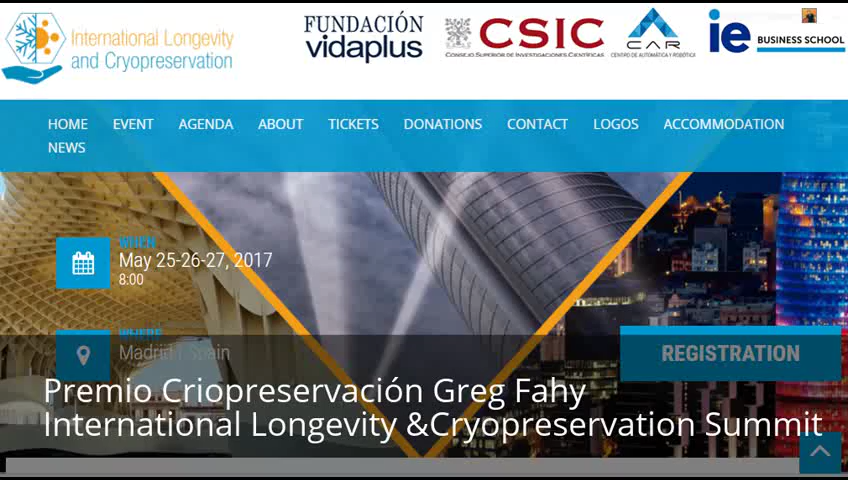 International Longevity
and Cryopreservation
FUNDACIÓN
vidaplus
CSIC
CONSEJO SUPERIOR DE INVESTIGACIONES CIENTÍFICAS
CAR
CENTRO DE AUTOMÁTICA Y ROBÓTICA
ie
BUSINESS SCHOOL
HOME EVENT AGENDA ABOUT TICKETS DONATIONS CONTACT LOGOS ACCOMMODATION
NEWS
WHEN
May 25-26-27, 2017
8:00
WHERE
Madrid | Spain
REGISTRATION
Premio Criopreservación Greg Fahy
International Longevity &Cryopreservation Summit